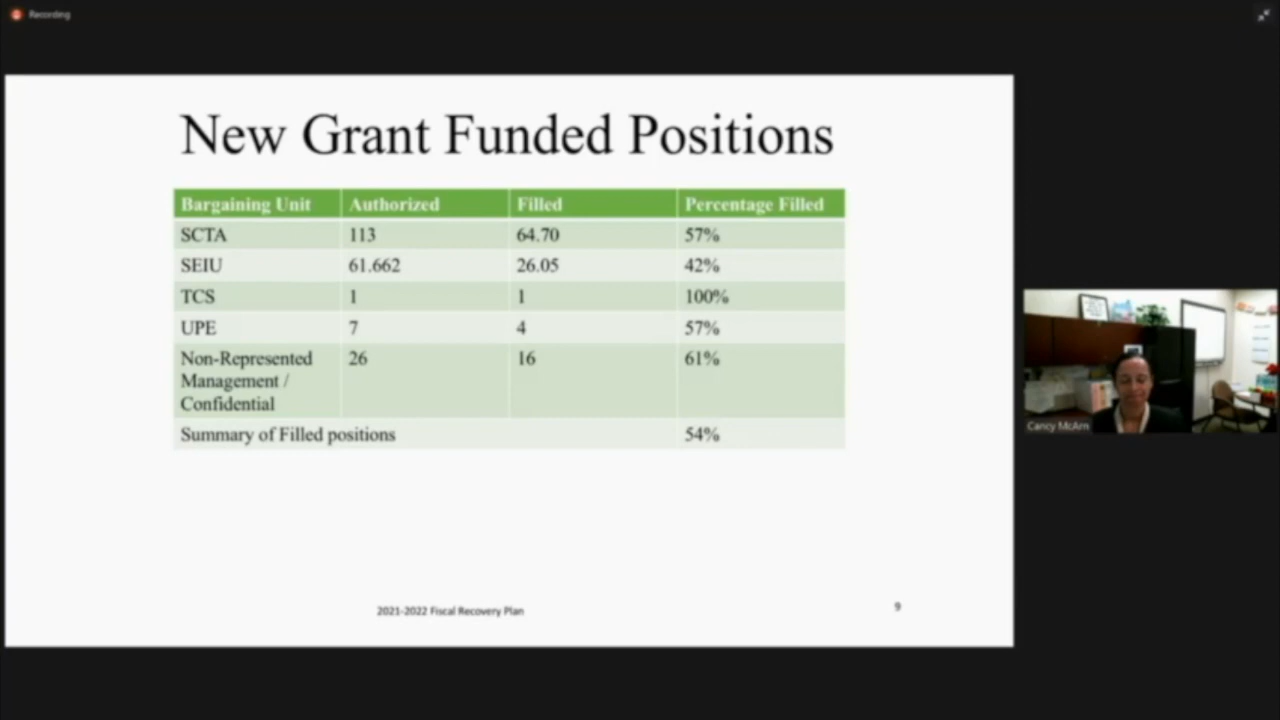 Recording
New Grant Funded Positions
Bargaining Unit Authorized Filled Percentage Filled
SCTA 113 64.70 57%
SEIU 61.662 26.05 42%
TCS 1 1 100%
UPE 7 4 57%
Non-Represented 26 16 61%
Management /
Confidential
Summary of Filled positions 54%
2021-2022 Fiscal Recovery Plan 9
Cancy McArn